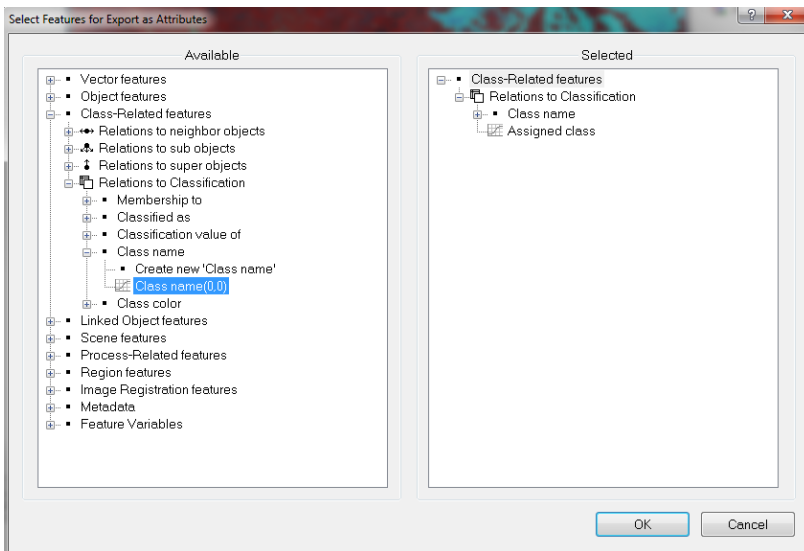 Select Features for Export as Attributes
Available
Vector features
Object features
Class-Related features
Relations to neighbor objects
Relations to sub objects
Relations to super objects
Relations to Classification
Membership to
Classified as
Classification value of
Class name
Create new 'Class name'
Class name(0,0)
Class color
Linked Object features
Scene features
Process-Related features
Region features
Image Registration features
Metadata
Feature Variables
Selected
Class-Related features
Relations to Classification
Class name
Assigned class
OK
Cancel